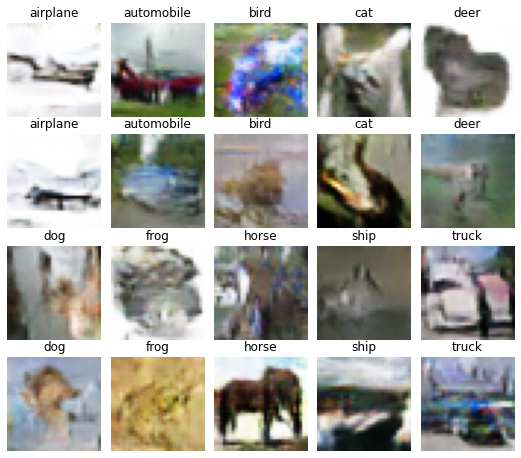 airplane automobile bird cat deer
airplane automobile bird cat deer
dog frog horse ship truck
dog frog horse ship truck